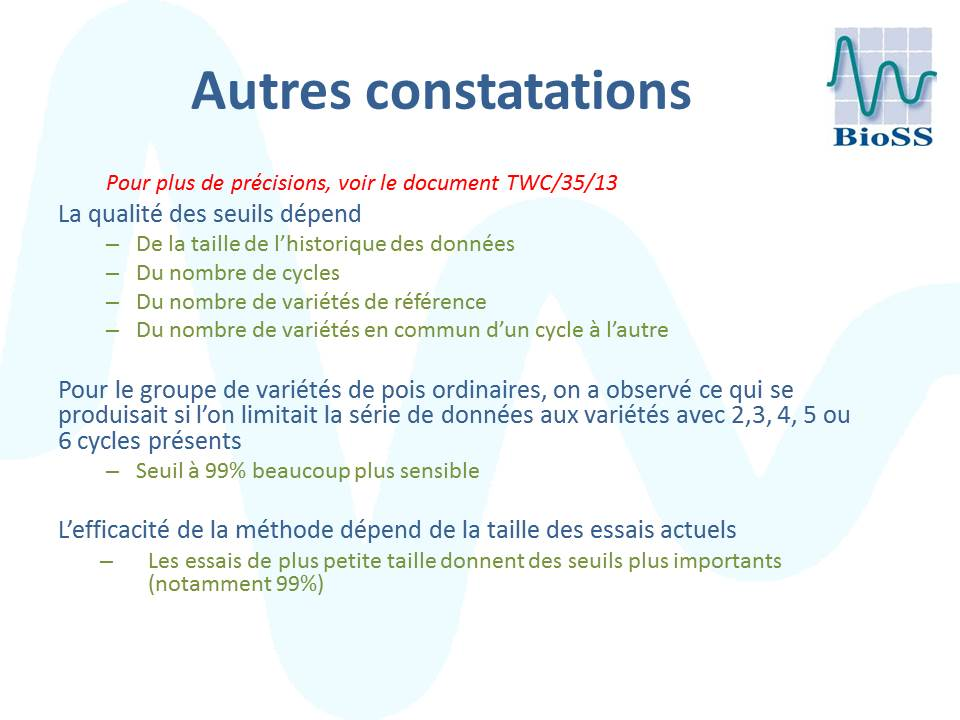 Autres constatations
BioSS
Pour plus de précisions, voir le document TWC/35/13
La qualité des seuils dépend
– De la taille de l’historique des données
– Du nombre de cycles
– Du nombre de variétés de référence
– Du nombre de variétés en commun d’un cycle à l’autre
Pour le groupe de variétés de pois ordinaires, on a observé ce qui se
produisait si l’on limitait la série de données aux variétés avec 2,3, 4, 5 ou
6 cycles présents
– Seuil à 99% beaucoup plus sensible
L’efficacité de la méthode dépend de la taille des essais actuels
– Les essais de plus petite taille donnent des seuils plus importants
(notamment 99%)